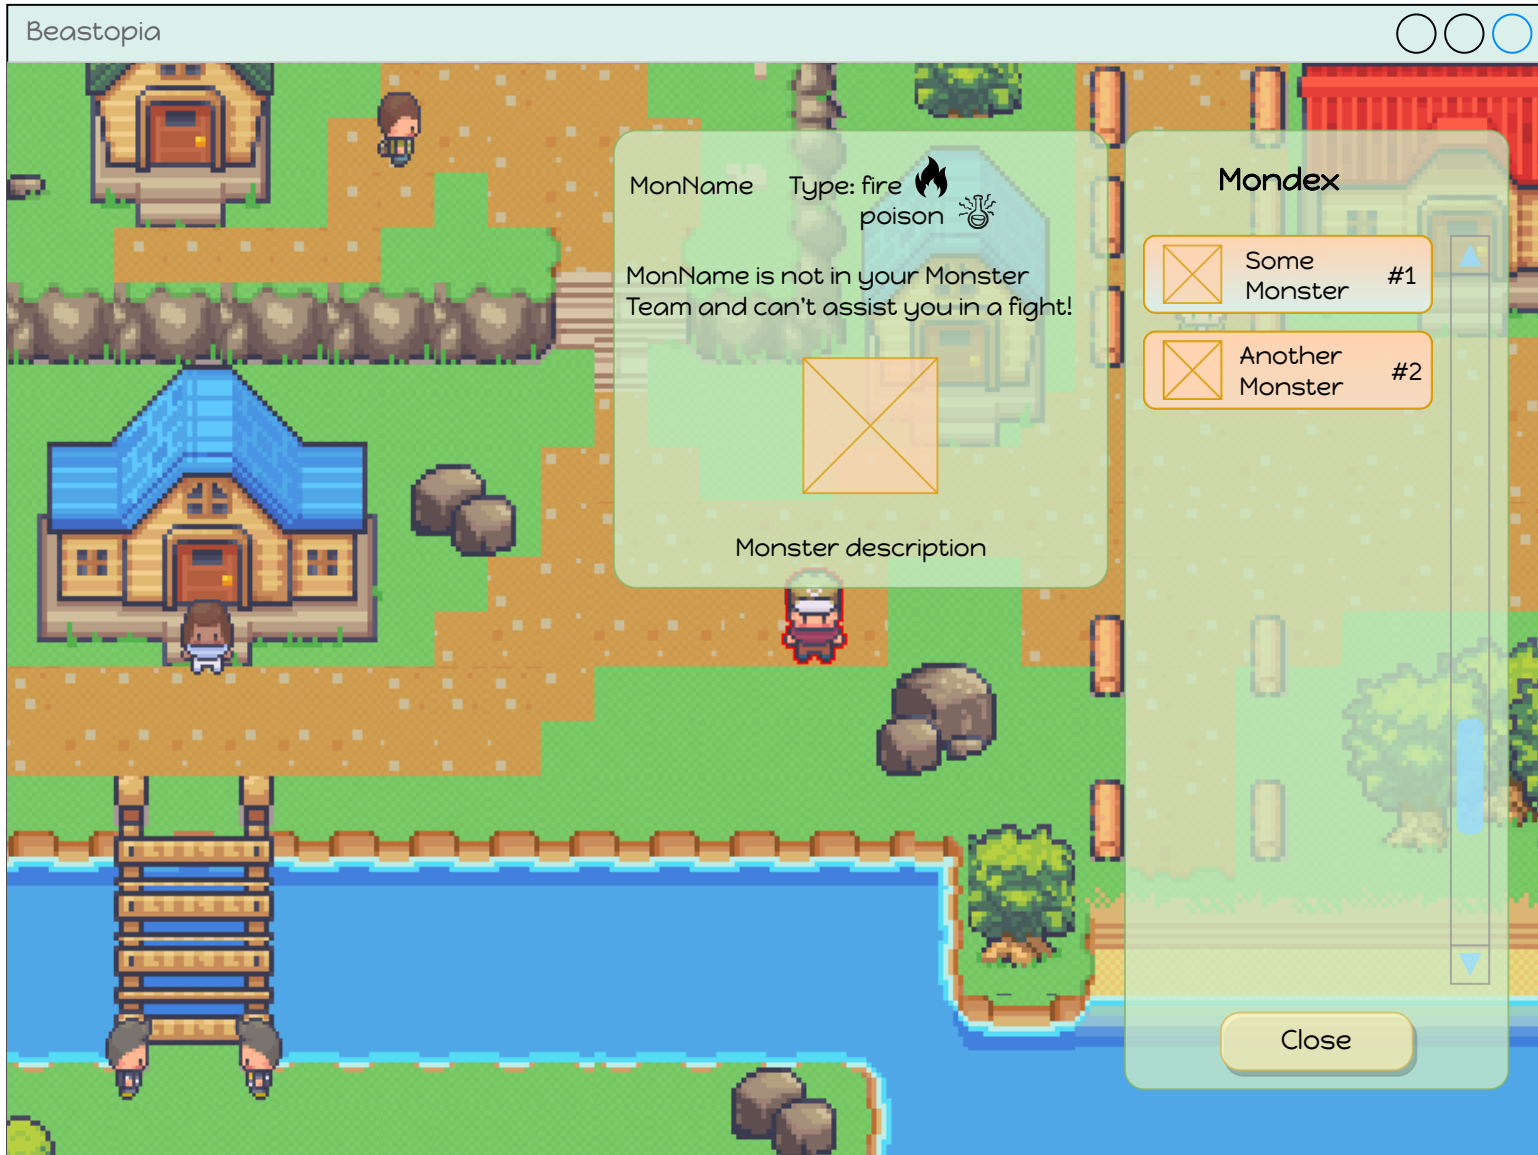 Beastopia
MonName Type: fire
poison
MonName is not in your Monster
Team and can't assist you in a fight!
Monster description
Mondex
Some
Monster
#1
Another
Monster
#2
Close